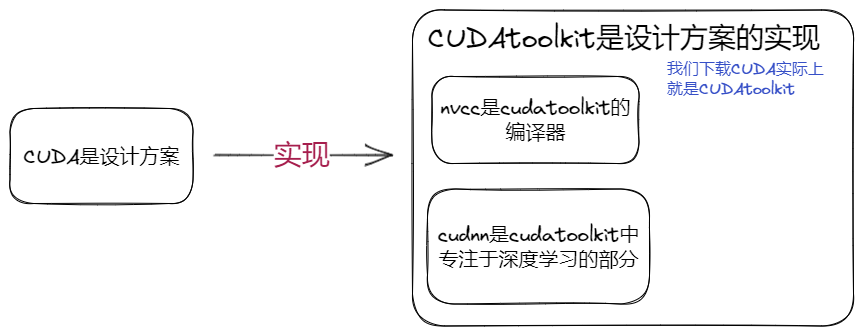 CUDA是设计方案
实现
CUDAtoolkit是设计方案的实现
我们下载CUDA实际上
就是CUDAtoolkit
nvcc是cudatoolkit的
编译器
cudnn是cudatoolkit中
专注于深度学习的部分